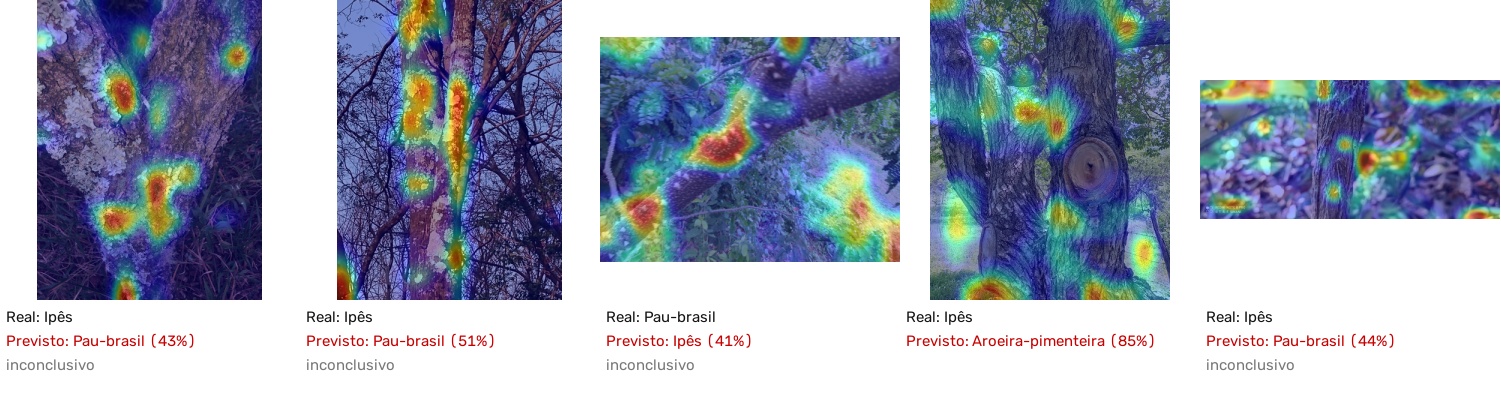 Real: Ipês
Previsto: Pau-brasil (43%)
inconclusivo
Real: Ipês
Previsto: Pau-brasil (51%)
inconclusivo
Real: Pau-brasil
Previsto: Ipês (41%)
inconclusivo
Real: Ipês
Previsto: Aroeira-pimenteira (85%)
Real: Ipês
Previsto: Pau-brasil (44%)
inconclusivo